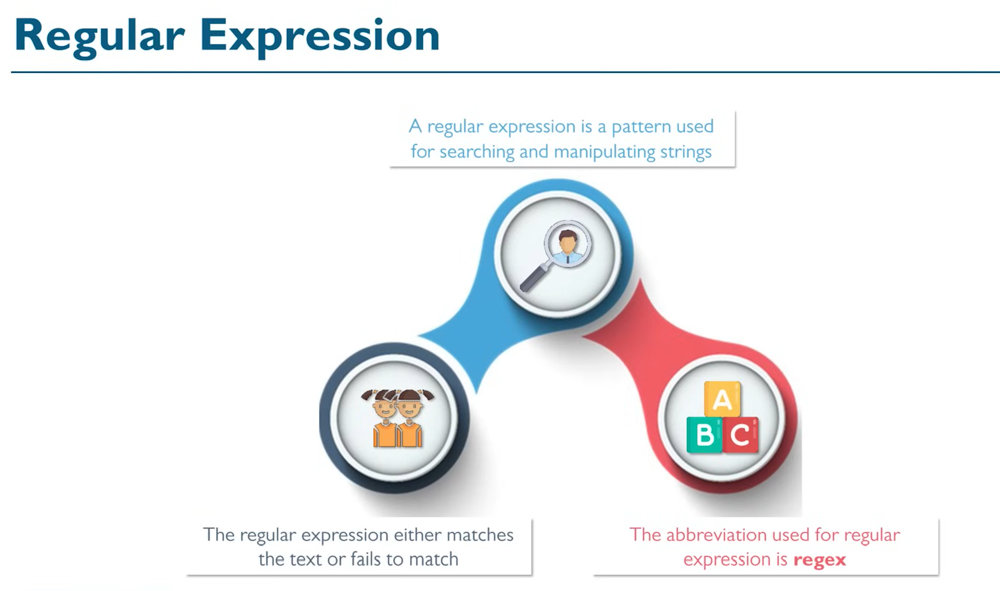 Regular Expression
A regular expression is a pattern used
for searching and manipulating strings
A
B C
The regular expression either matches
the text or fails to match
The abbreviation used for regular
expression is regex